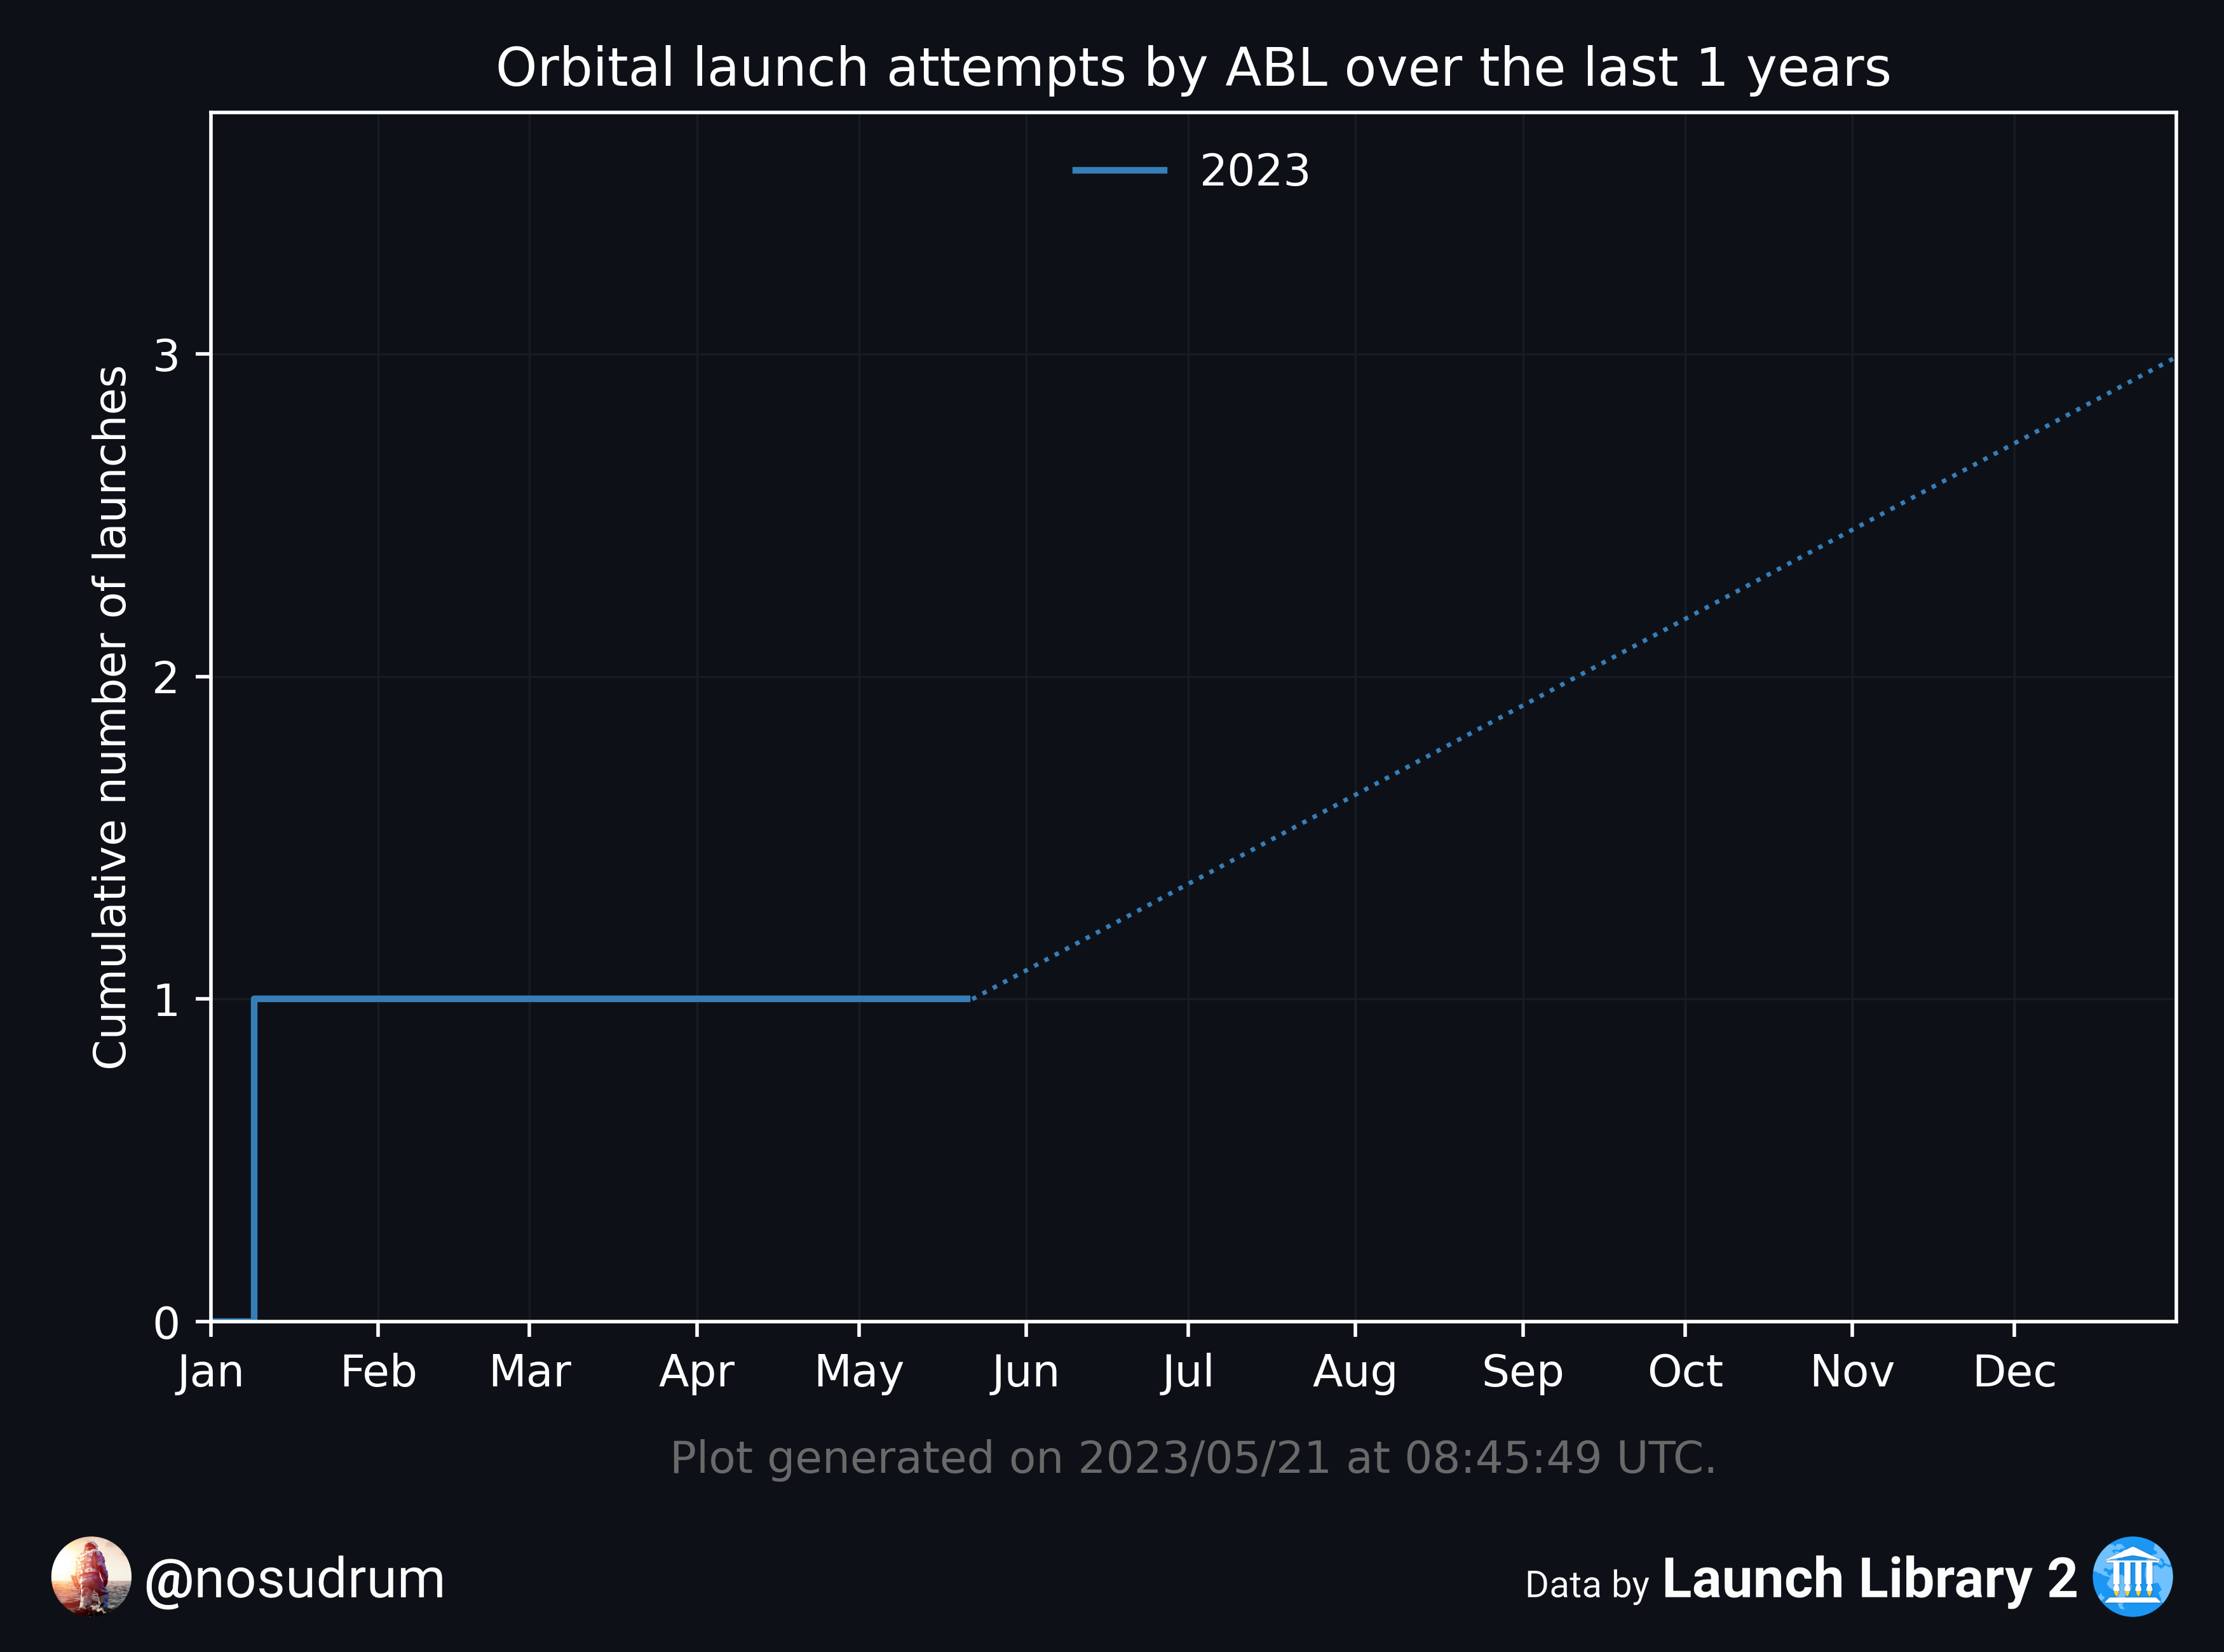 Orbital launch attempts by ABL over the last 1 years
2023
Cumulative number of launches
3
2
1
0
Jan Feb Mar Apr May Jun Jul Aug Sep Oct Nov Dec
Plot generated on 2023/05/21 at 08:45:49 UTC.
@nosudrum
Data by Launch Library 2